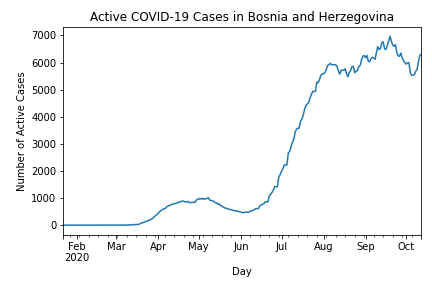 Active COVID-19 Cases in Bosnia and Herzegovina
7000
6000
5000
4000
3000
2000
1000
0
Number of Active Cases
Feb Mar Apr May Jun Jul Aug Sep Oct
2020
Day